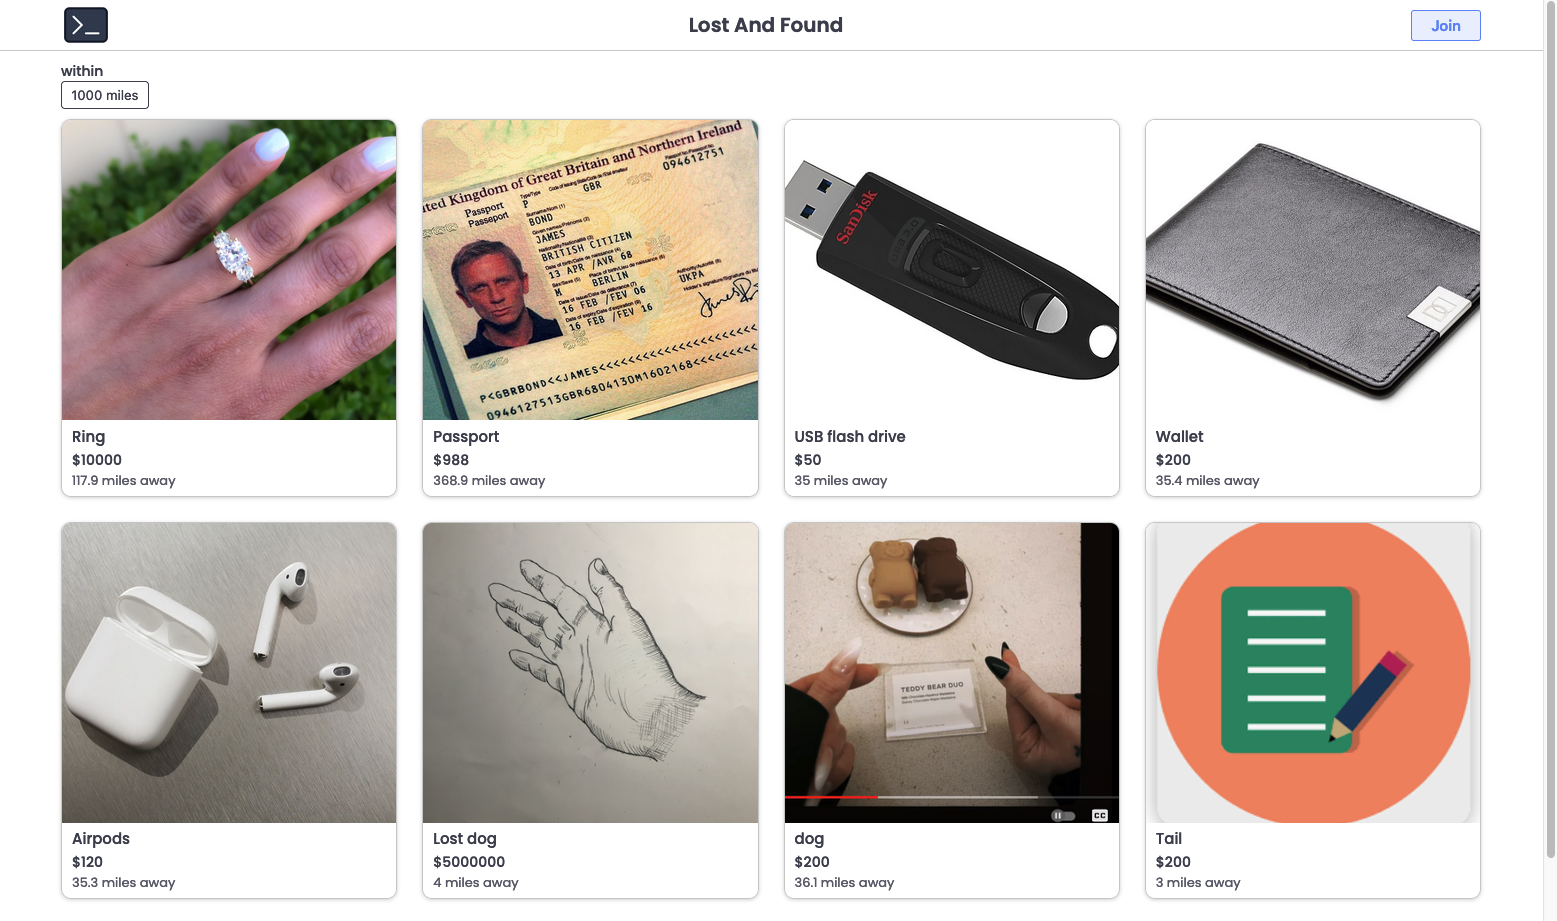 >_
Lost And Found
Join
within
1000 miles
United Kingdom of Great Britain and Northern Ireland
Passport
Passeport
P
GBR
094612751
BOND
JAMES
BRITISH CITIZEN
13 APR /AVR 68
M
BERLIN
16 FEB /FEV 06
UKPA
16 FEB /FEV 16
P<GBRBOND<<JAMES<<<<<<<<<<<<<<<<<<<<<
0946127513GBR6804130M1602168<<<<<<<<
SanDisk
Ring
$10000
117.9 miles away
Passport
$988
368.9 miles away
USB flash drive
$50
35 miles away
Wallet
$200
35.4 miles away
TEDDY BEAR DUO
CC
Airpods
$120
35.3 miles away
Lost dog
$5000000
4 miles away
dog
$200
36.1 miles away
Tail
$200
3 miles away